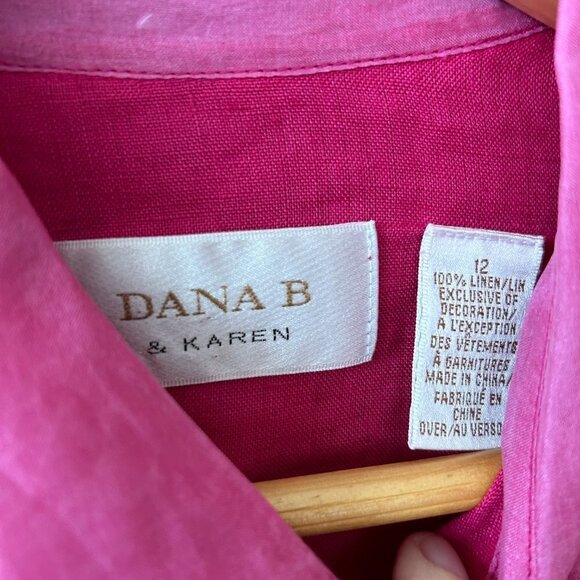 DANA B
& KAREN
12
100% LINEN/LIN
EXCLUSIVE OF
DECORATION/
À L'EXCEPTION
DES VÊTEMENTS
À GARNITURES
MADE IN CHINA/
FABRIQUÉ EN
CHINE
OVER/AU VERSO